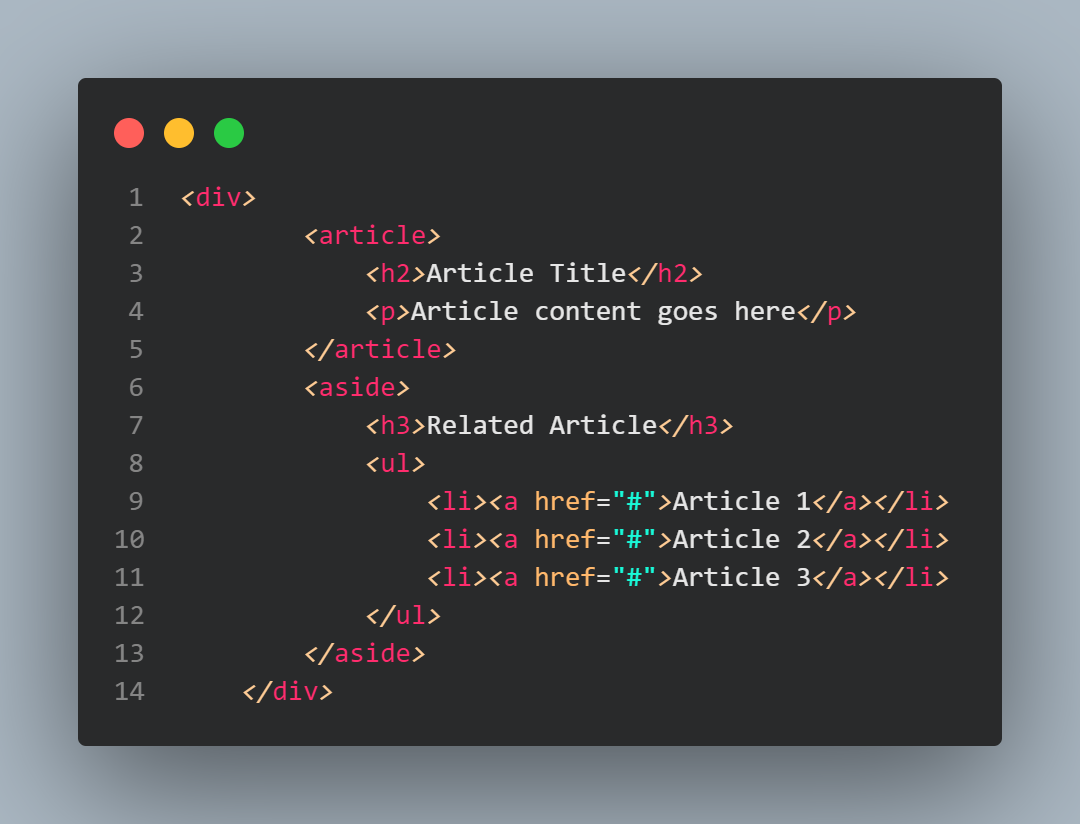 1 <div>
2 <article>
3 <h2>Article Title</h2>
4 <p>Article content goes here</p>
5 </article>
6 <aside>
7 <h3>Related Article</h3>
8 <ul>
9 <li><a href="#">Article 1</a></li>
10 <li><a href="#">Article 2</a></li>
11 <li><a href="#">Article 3</a></li>
12 </ul>
13 </aside>
14 </div>